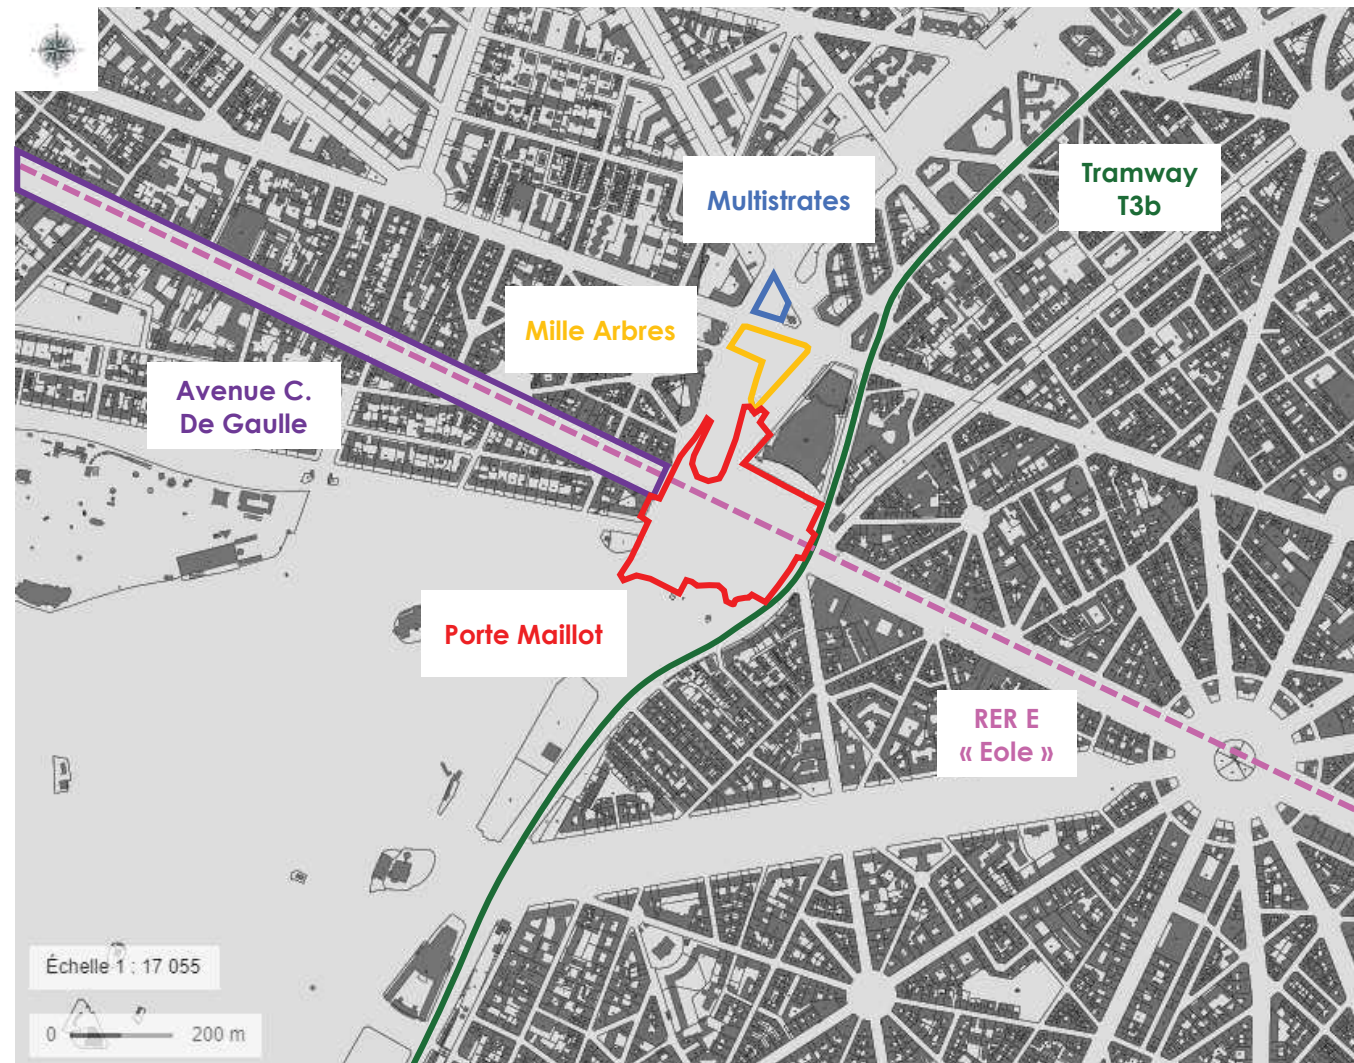 Multistrates
Tramway
T3b
Mille Arbres
Avenue C.
De Gaulle
Porte Maillot
RER E
« Eole »
Échelle 1 : 17 055
0 200 m